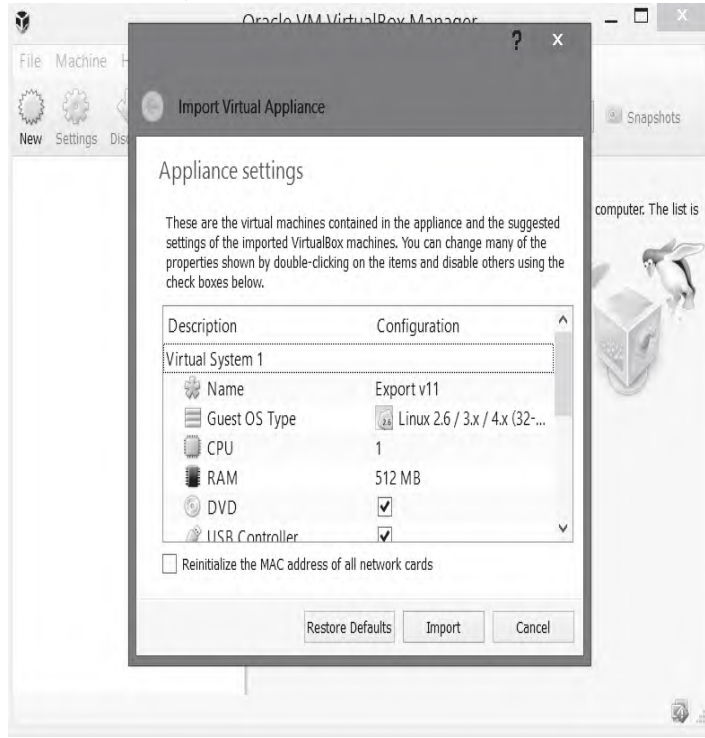 Oracle VM VirtualBox Manager
? x
File Machine H
New Settings Disc
Snapshots
Import Virtual Appliance
Appliance settings
These are the virtual machines contained in the appliance and the suggested
settings of the imported VirtualBox machines. You can change many of the
properties shown by double-clicking on the items and disable others using the
check boxes below.
computer. The list is
Description Configuration
Virtual System 1
Name Export v11
Guest OS Type Linux 2.6 / 3.x / 4.x (32-...
CPU 1
RAM 512 MB
DVD
USB Controller
Reinitialize the MAC address of all network cards
Restore Defaults Import Cancel